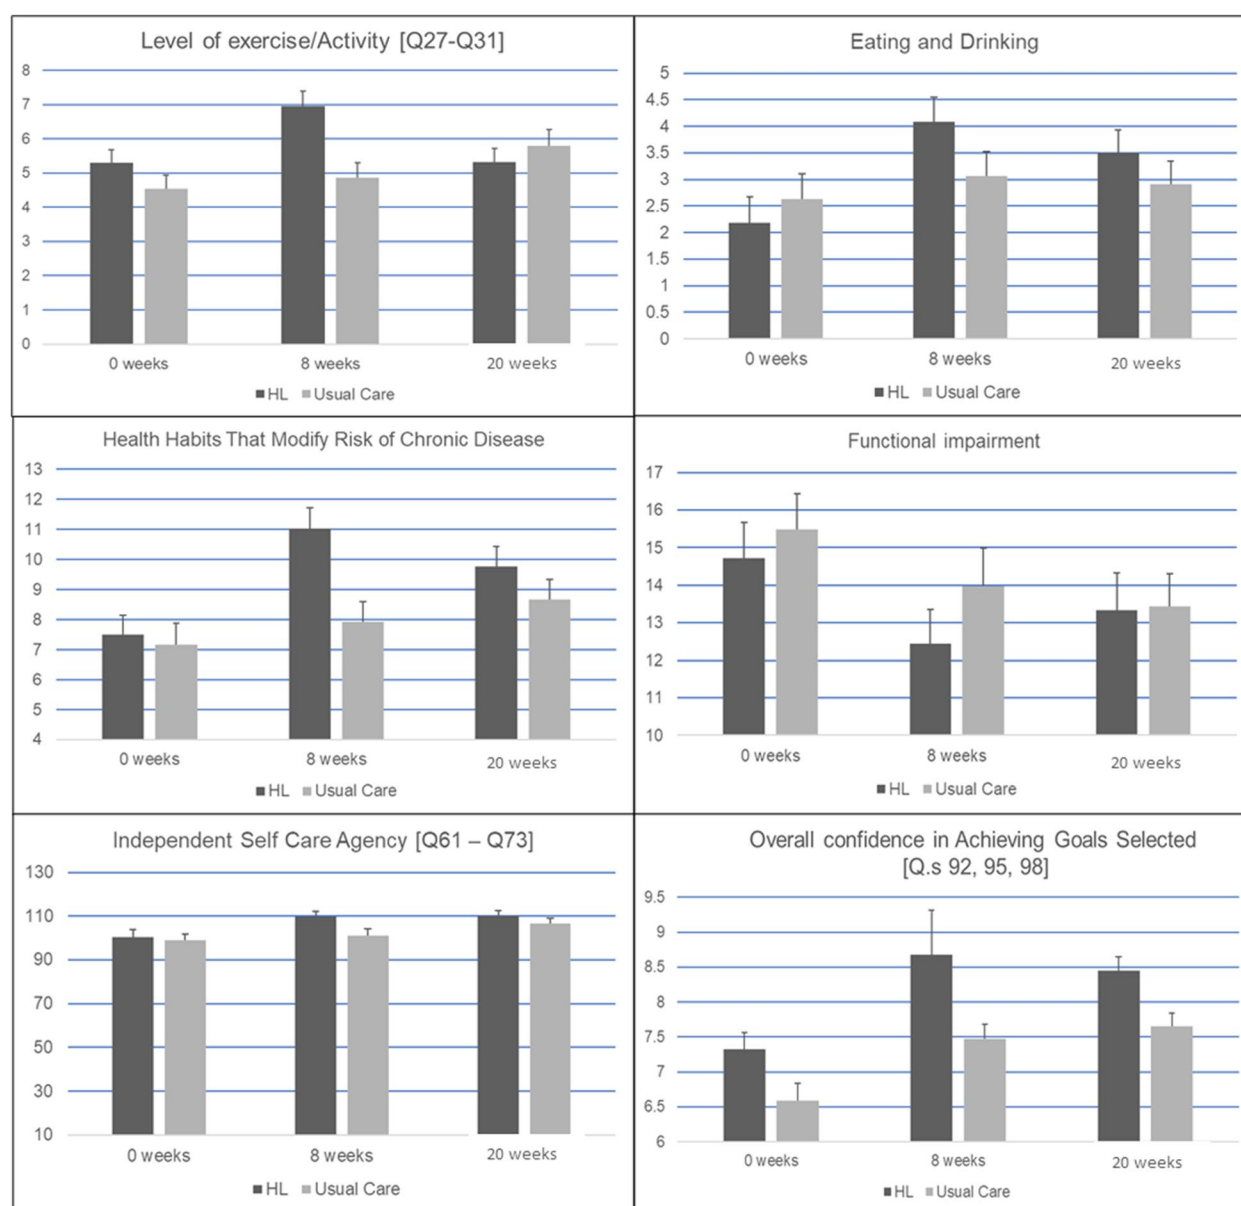 Level of exercise/Activity [Q27-Q31]
8
7
6
5
4
3
2
1
0
0 weeks 8 weeks 20 weeks
HL Usual Care
Eating and Drinking
5
4.5
4
3.5
3
2.5
2
1.5
1
0.5
0
0 weeks 8 weeks 20 weeks
HL Usual Care
Health Habits That Modify Risk of Chronic Disease
13
12
11
10
9
8
7
6
5
4
0 weeks 8 weeks 20 weeks
HL Usual Care
Functional impairment
17
16
15
14
13
12
11
10
0 weeks 8 weeks 20 weeks
HL Usual Care
Independent Self Care Agency [Q61 – Q73]
130
110
90
70
50
30
10
0 weeks 8 weeks 20 weeks
HL Usual Care
Overall confidence in Achieving Goals Selected
[Q.s 92, 95, 98]
9.5
9
8.5
8
7.5
7
6.5
6
0 weeks 8 weeks 20 weeks
HL Usual Care